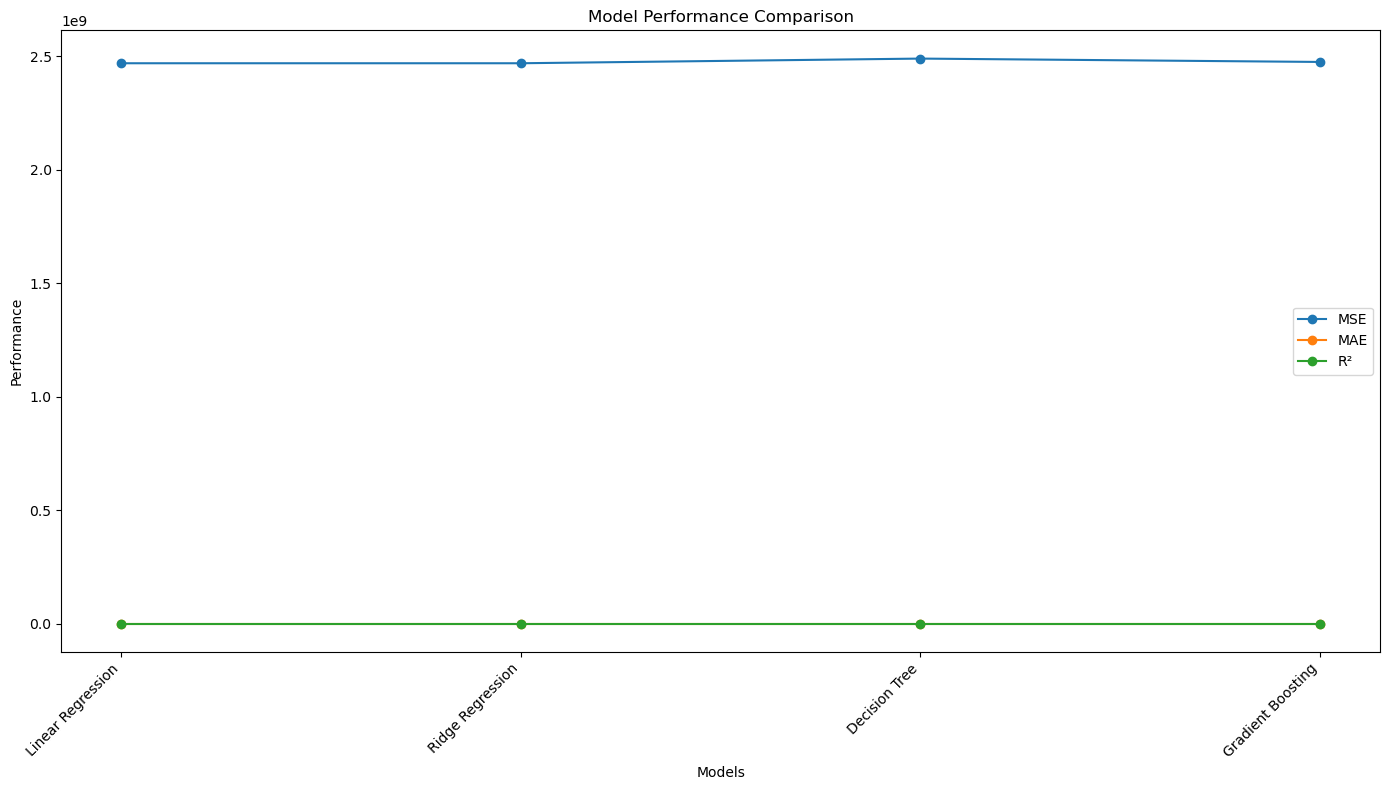 Model Performance Comparison
1e9
2.5
2.0
1.5
1.0
0.5
0.0
Performance
MSE
MAE
R²
Linear Regression
Ridge Regression
Decision Tree
Gradient Boosting
Models